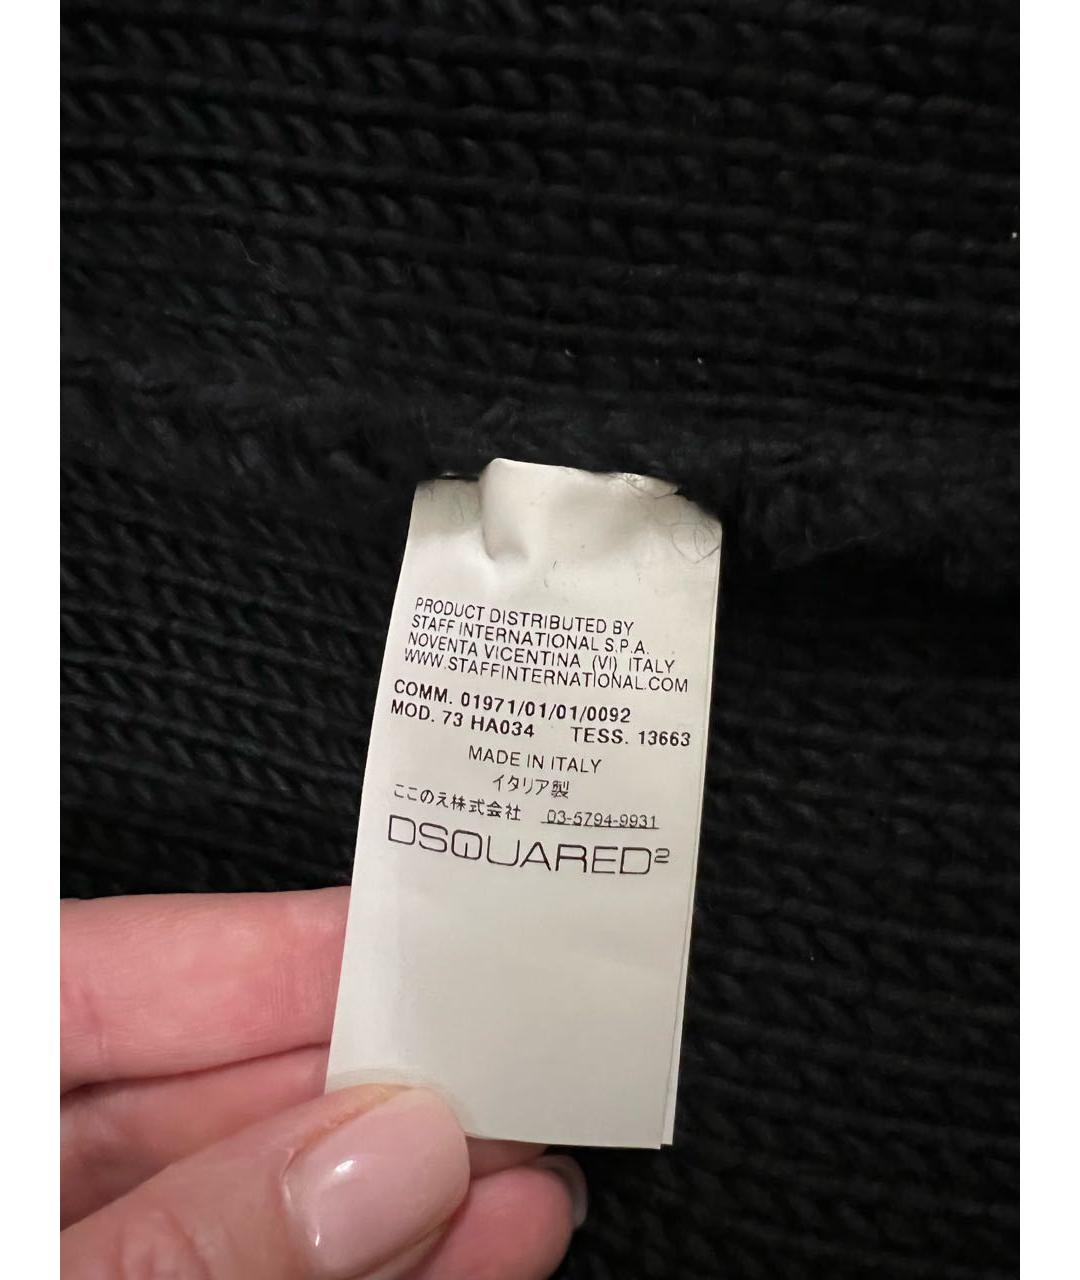 PRODUCT DISTRIBUTED BY
STAFF INTERNATIONAL S.P.A.
NOVENTA VICENTINA (VI) ITALY
WWW.STAFFINTERNATIONAL.COM
COMM. 01971/01/01/0092
MOD. 73 HA034 TESS. 13663
MADE IN ITALY
イタリア製
ここのえ株式会社 03-5794-9931
DSQUARED2